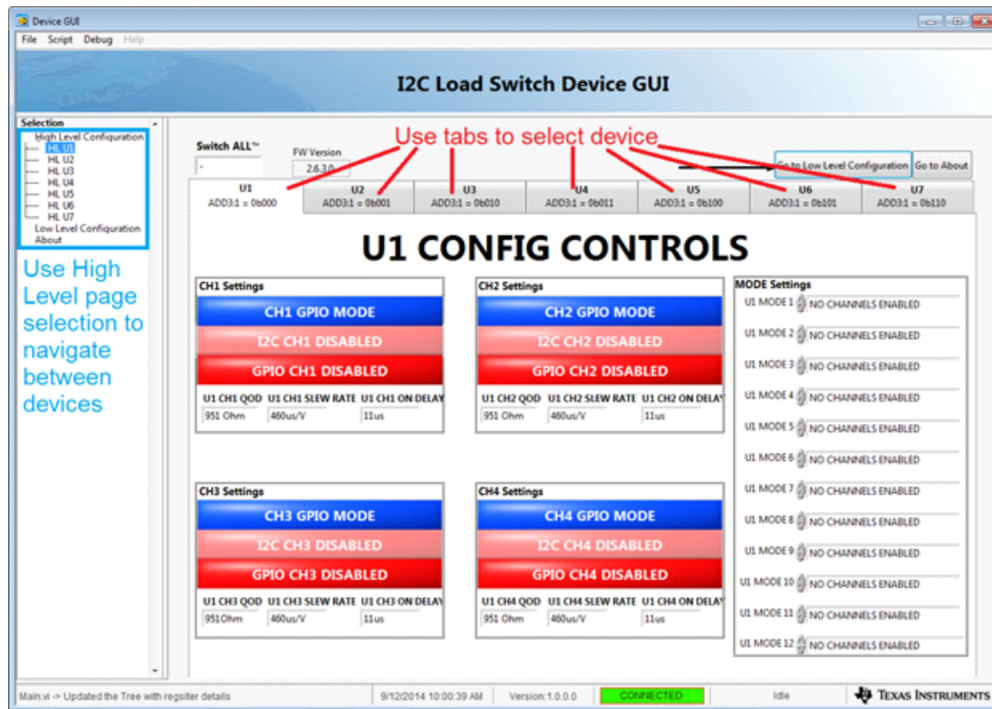 Device GUI
File Script Debug Help
I2C Load Switch Device GUI
Selection
High Level Configuration
HL U1
HL U2
HL U3
HL U4
HL U5
HL U6
HL U7
Low Level Configuration
About
Use High
Level page
selection to
navigate
between
devices
Use tabs to select device
Switch ALL™
-
FW Version
2.6.3.0
Go to Low Level Configuration
Go to About
U1 U2 U3 U4 U5 U6 U7
ADD3:1 = 0b000 ADD3:1 = 0b001 ADD3:1 = 0b010 ADD3:1 = 0b011 ADD3:1 = 0b100 ADD3:1 = 0b101 ADD3:1 = 0b110
U1 CONFIG CONTROLS
CH1 Settings
CH1 GPIO MODE
I2C CH1 DISABLED
GPIO CH1 DISABLED
U1 CH1 QOD U1 CH1 SLEW RATE U1 CH1 ON DELAY
951 Ohm 460us/V 11us
CH2 Settings
CH2 GPIO MODE
I2C CH2 DISABLED
GPIO CH2 DISABLED
U1 CH2 QOD U1 CH2 SLEW RATE U1 CH2 ON DELAY
951 Ohm 460us/V 11us
CH3 Settings
CH3 GPIO MODE
I2C CH3 DISABLED
GPIO CH3 DISABLED
U1 CH3 QOD U1 CH3 SLEW RATE U1 CH3 ON DELAY
951Ohm 460us/V 11us
CH4 Settings
CH4 GPIO MODE
I2C CH4 DISABLED
GPIO CH4 DISABLED
U1 CH4 QOD U1 CH4 SLEW RATE U1 CH4 ON DELAY
951 Ohm 460us/V 11us
MODE Settings
U1 MODE 1 NO CHANNELS ENABLED
U1 MODE 2 NO CHANNELS ENABLED
U1 MODE 3 NO CHANNELS ENABLED
U1 MODE 4 NO CHANNELS ENABLED
U1 MODE 5 NO CHANNELS ENABLED
U1 MODE 6 NO CHANNELS ENABLED
U1 MODE 7 NO CHANNELS ENABLED
U1 MODE 8 NO CHANNELS ENABLED
U1 MODE 9 NO CHANNELS ENABLED
U1 MODE 10 NO CHANNELS ENABLED
U1 MODE 11 NO CHANNELS ENABLED
U1 MODE 12 NO CHANNELS ENABLED
Main.vi -> Updated the Tree with regsiter details
9/12/2014 10:00:39 AM
Version:1.0.0.0
CONNECTED
Idle
TEXAS INSTRUMENTS